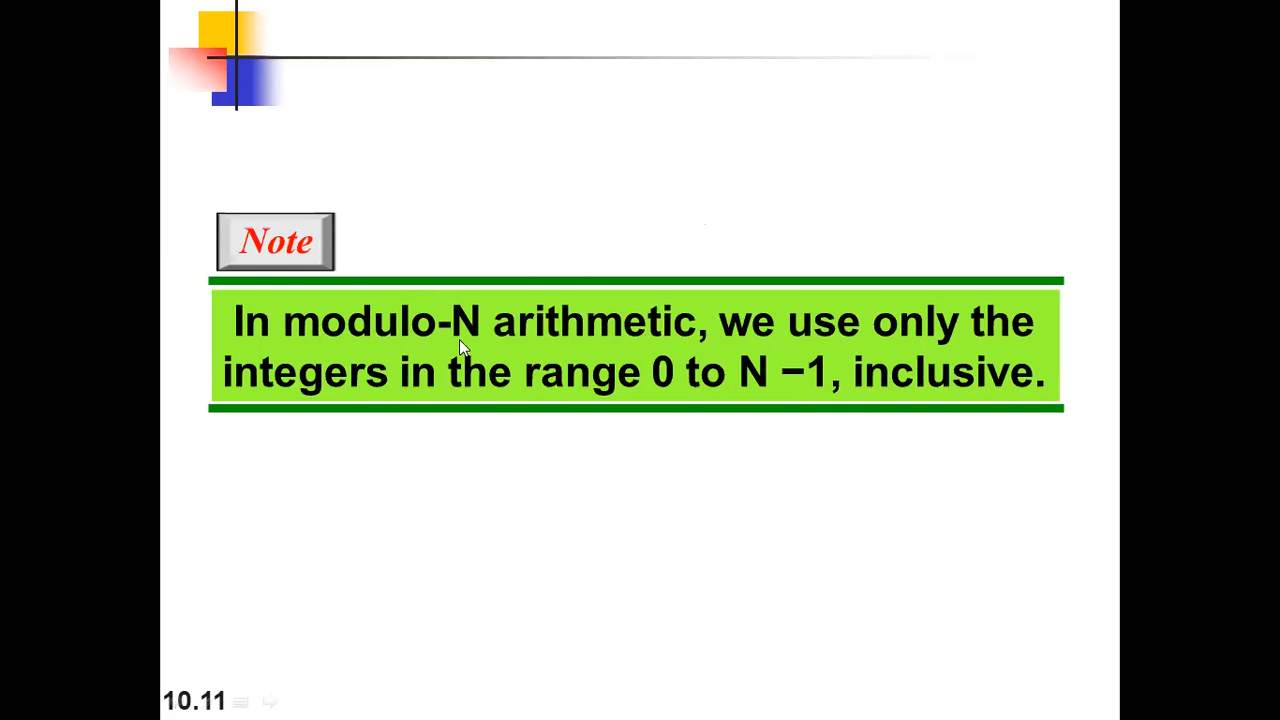 Note
In modulo-N arithmetic, we use only the
integers in the range 0 to N −1, inclusive.
10.11